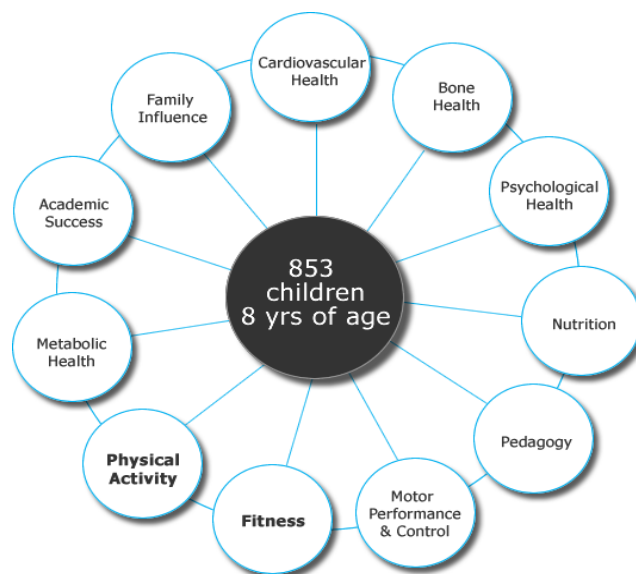 Cardiovascular
Health
Bone
Health
Psychological
Health
Nutrition
Pedagogy
Motor
Performance
& Control
Fitness
Physical
Activity
Metabolic
Health
Academic
Success
Family
Influence
853
children
8 yrs of age